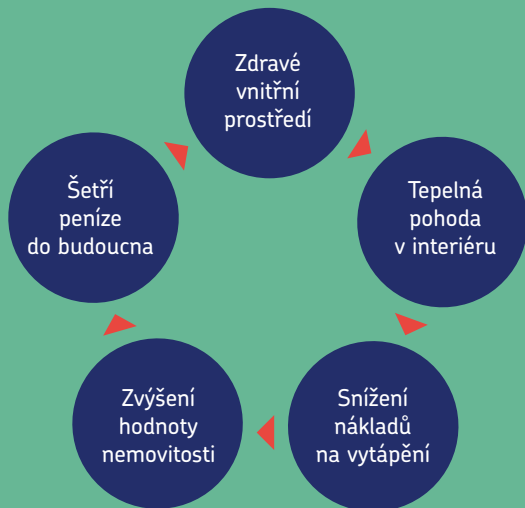 Zdravé
vnitřní
prostředí
Tepelná
pohoda
v interiéru
Snížení
nákladů
na vytápění
Zvýšení
hodnoty
nemovitosti
Šetří
peníze
do budoucna